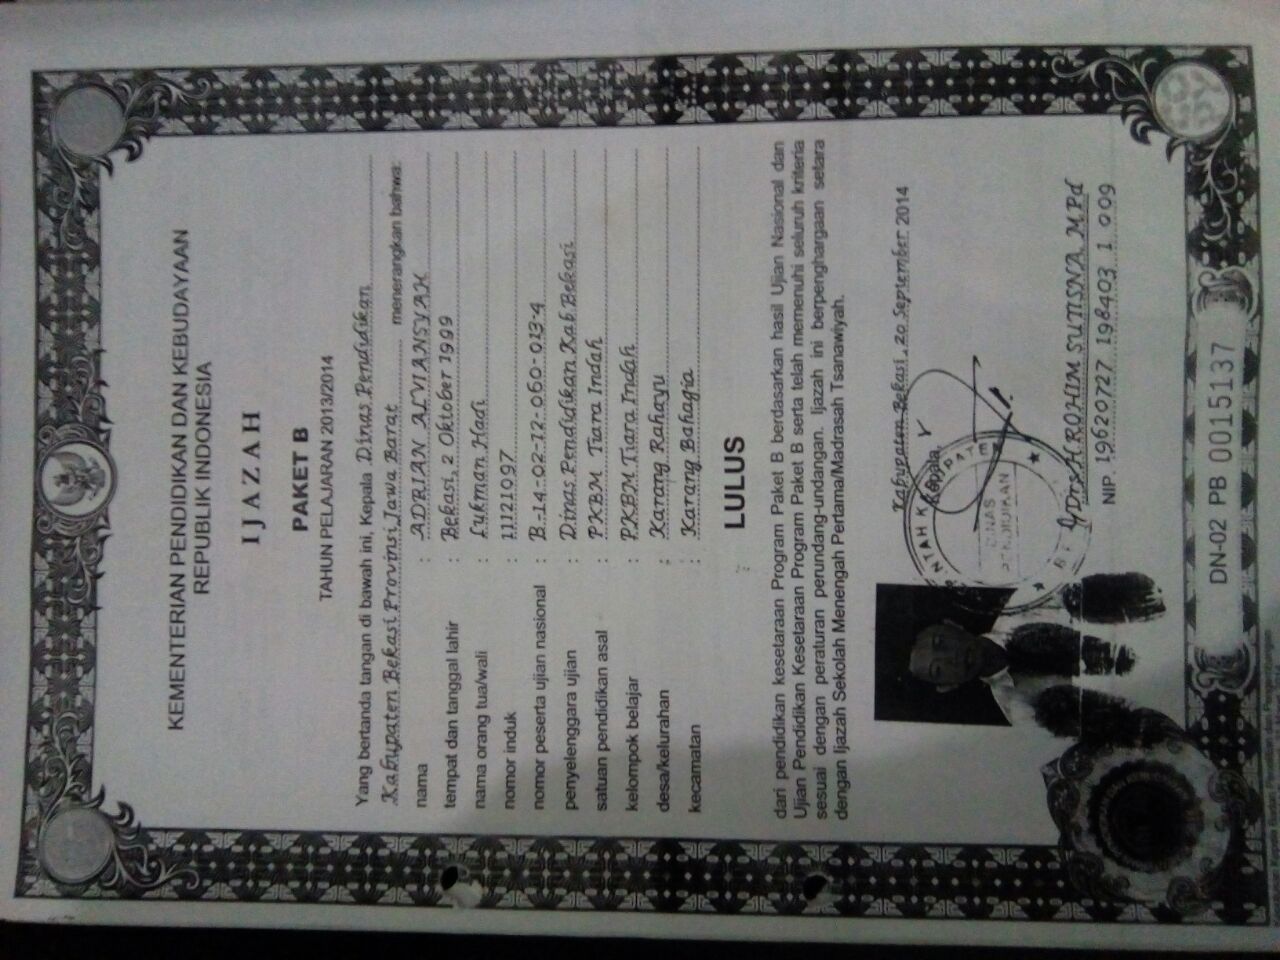 KEMENTERIAN PENDIDIKAN DAN KEBUDAYAAN
REPUBLIK INDONESIA
IJAZAH
PAKET B
TAHUN PELAJARAN 2013/2014
Yang bertanda tangan di bawah ini, Kepala Dinas Pendidikan
Kabupaten Bekasi Provinsi Jawa Barat menerangkan bahwa:
nama : ADRIAN ALVIANSYAH
tempat dan tanggal lahir : Bekasi, 2 Oktober 1999
nama orang tua/wali : Lukman Hadi
nomor induk : 11121097
nomor peserta ujian nasional : B-14-02-12-060-013-4
penyelenggara ujian : Dinas Pendidikan Kab Bekasi
satuan pendidikan asal : PKBM Tiara Indah
kelompok belajar : PKBM Tiara Indah
desa/kelurahan : Karang Rahayu
kecamatan : Karang Bahagia
LULUS
dari pendidikan kesetaraan Program Paket B berdasarkan hasil Ujian Nasional dan
Ujian Pendidikan Kesetaraan Program Paket B serta telah memenuhi seluruh kriteria
sesuai dengan peraturan perundang-undangan. Ijazah ini berpenghargaan setara
dengan Ijazah Sekolah Menengah Pertama/Madrasah Tsanawiyah.
Kabupaten Bekasi, 20 September 2014
Kepala,
DINAS
PENDIDIKAN
Drs. H ROHIM SUTISNA M.Pd
NIP. 19620727 198403 1 009
DN-02 PB 0015137